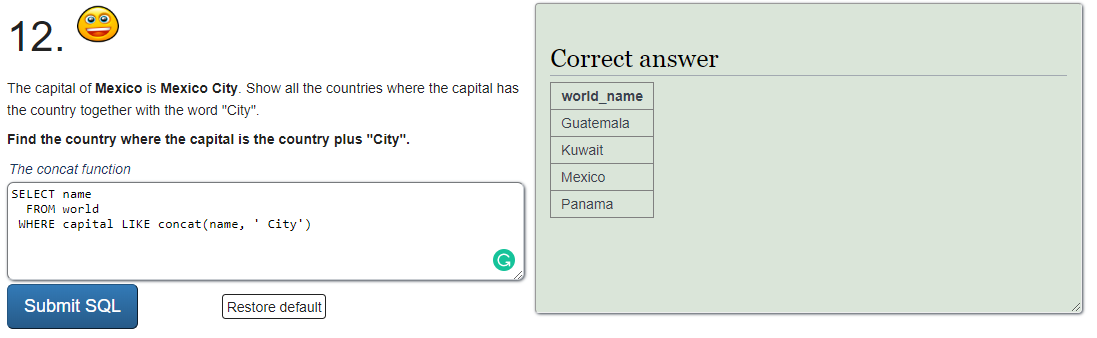 12.
The capital of Mexico is Mexico City. Show all the countries where the capital has
the country together with the word "City".
Find the country where the capital is the country plus "City".
The concat function
SELECT name
FROM world
WHERE capital LIKE concat(name, ' City')
Submit SQL
Restore default
Correct answer
world_name
Guatemala
Kuwait
Mexico
Panama